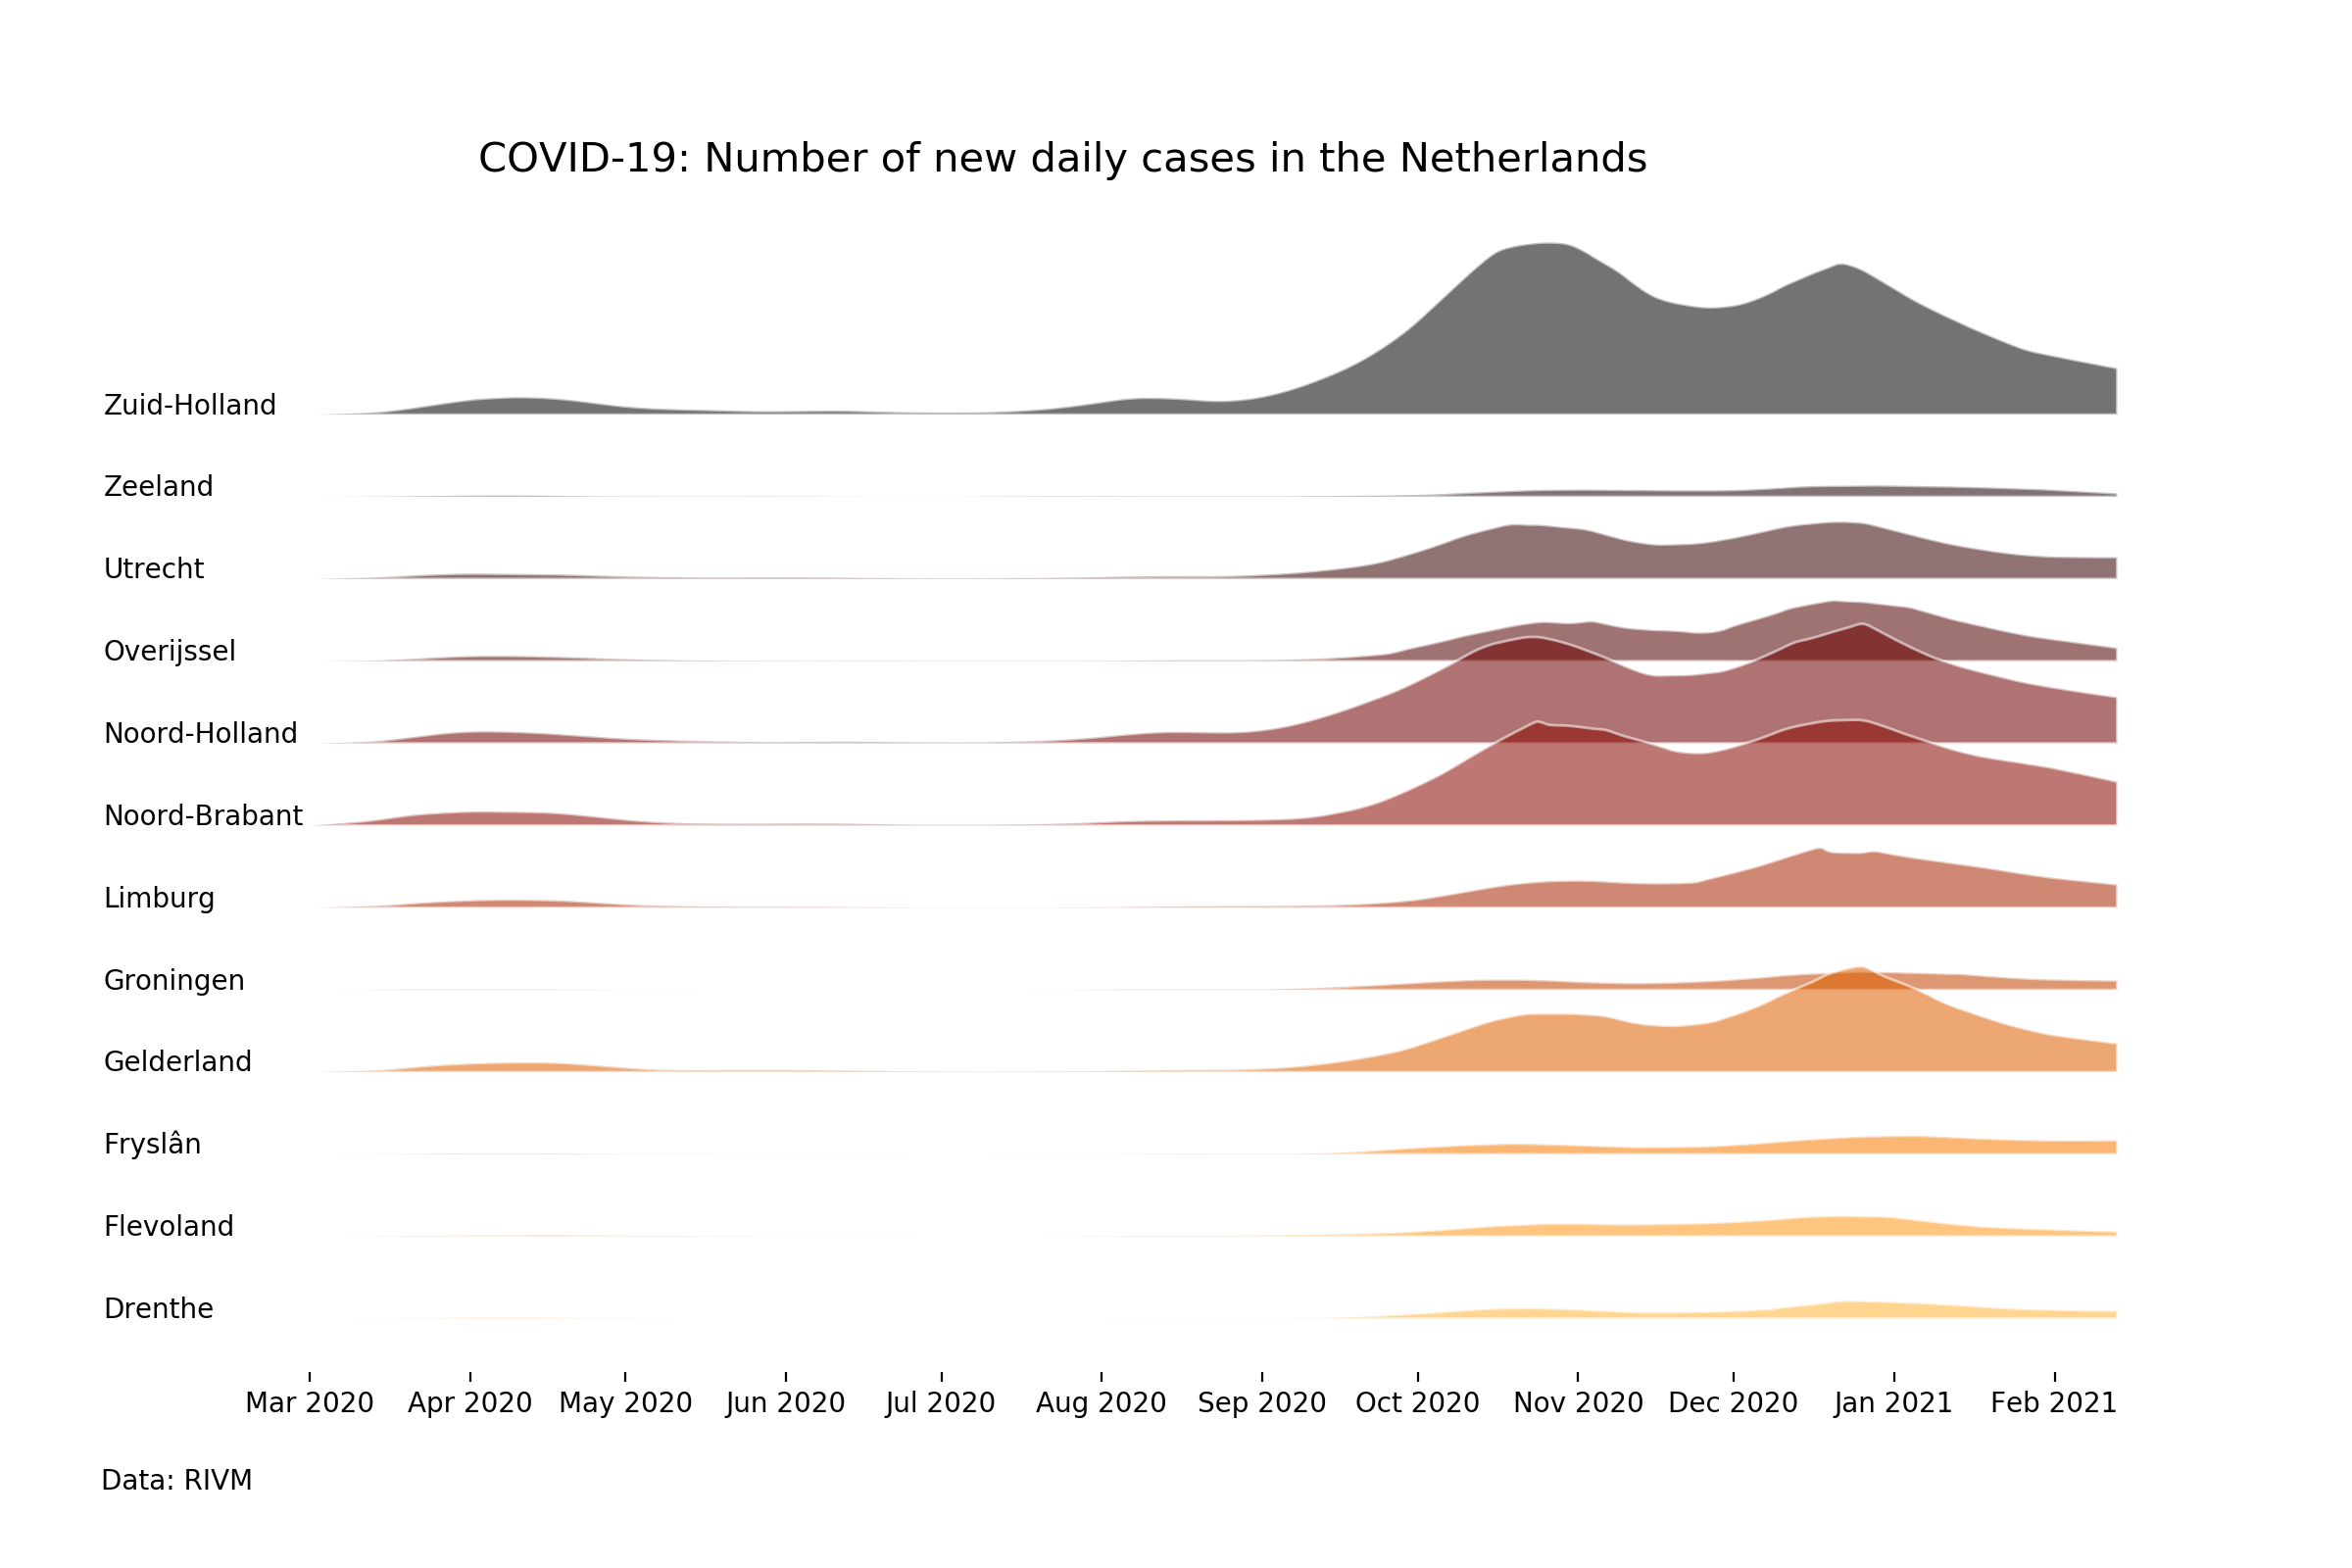 COVID-19: Number of new daily cases in the Netherlands
Zuid-Holland
Zeeland
Utrecht
Overijssel
Noord-Holland
Noord-Brabant
Limburg
Groningen
Gelderland
Fryslân
Flevoland
Drenthe
Mar 2020 Apr 2020 May 2020 Jun 2020 Jul 2020 Aug 2020 Sep 2020 Oct 2020 Nov 2020 Dec 2020 Jan 2021 Feb 2021
Data: RIVM